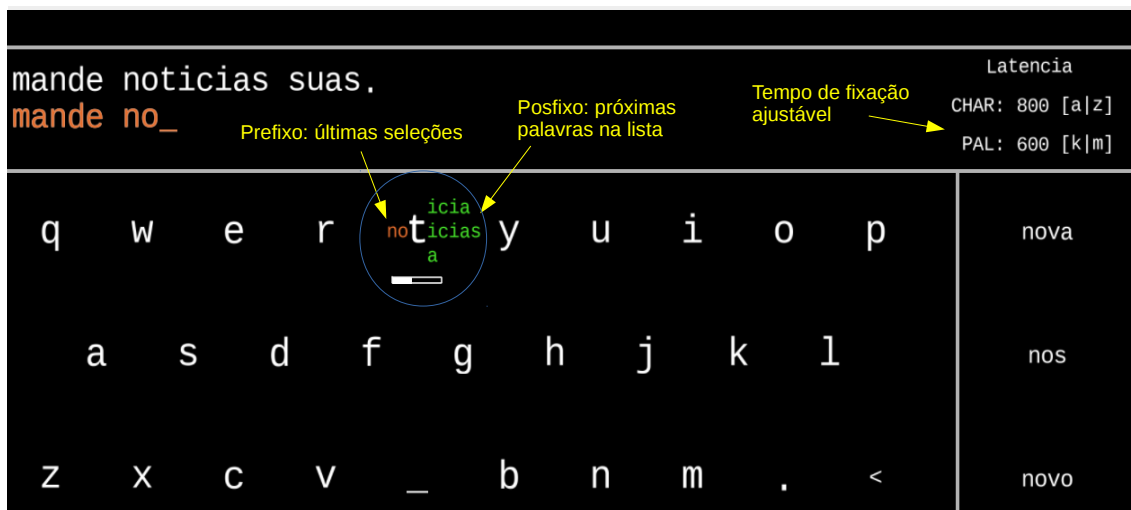 mande noticias suas.
mande no_
Prefixo: últimas seleções
Posfixo: próximas
palavras na lista
Tempo de fixação
ajustável
Latencia
CHAR: 800 [a|z]
PAL: 600 [k|m]
icia
q w e r no t icias y u i o p
a
nova
a s d f g h j k l
nos
z x c v _ b n m . <
novo